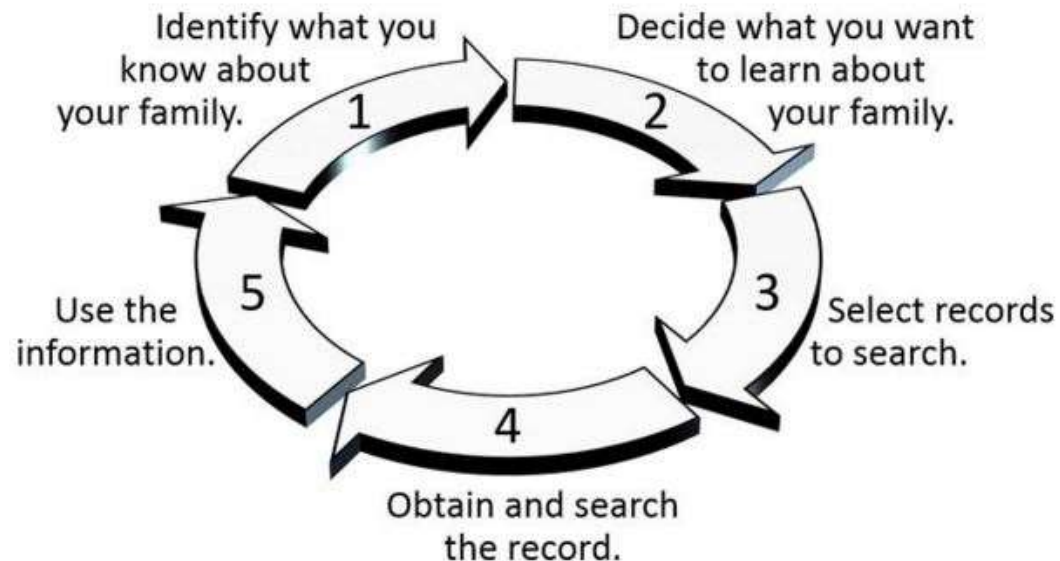 Identify what you
know about
your family.
1
Decide what you want
to learn about
your family.
2
Select records
to search.
3
Obtain and search
the record.
4
Use the
information.
5